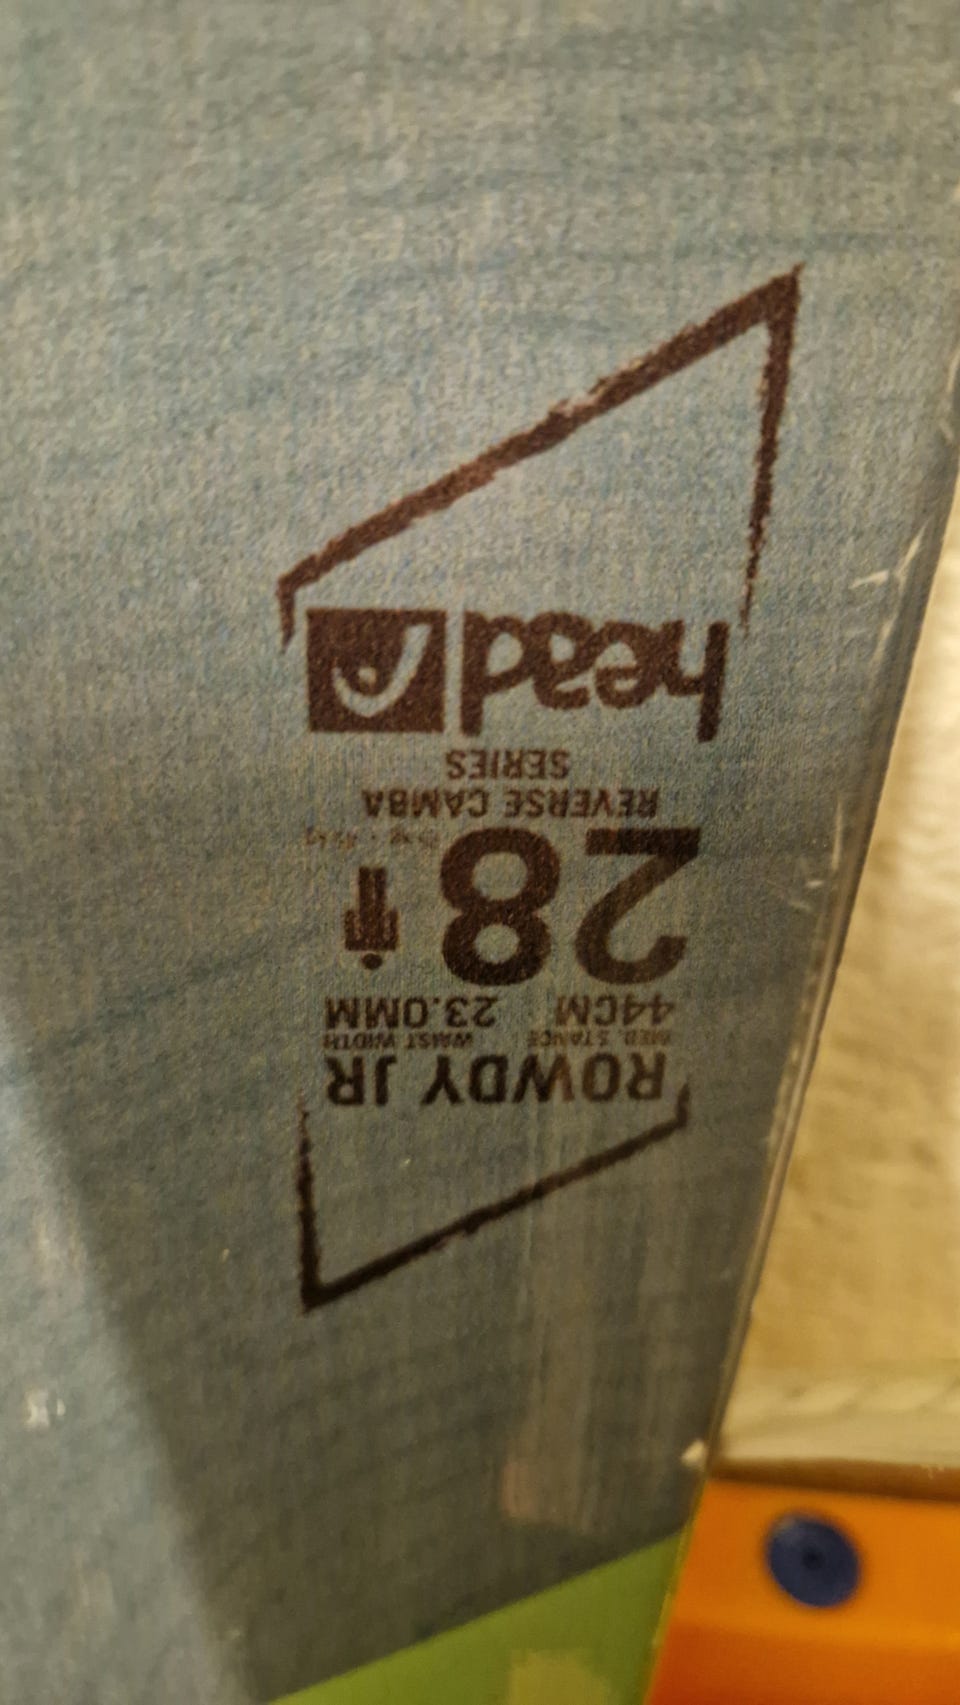 ROWDY JR
MED. STANCE WAIST WIDTH
44CM 23.0MM
28
REVERSE CAMBA
SERIES
head